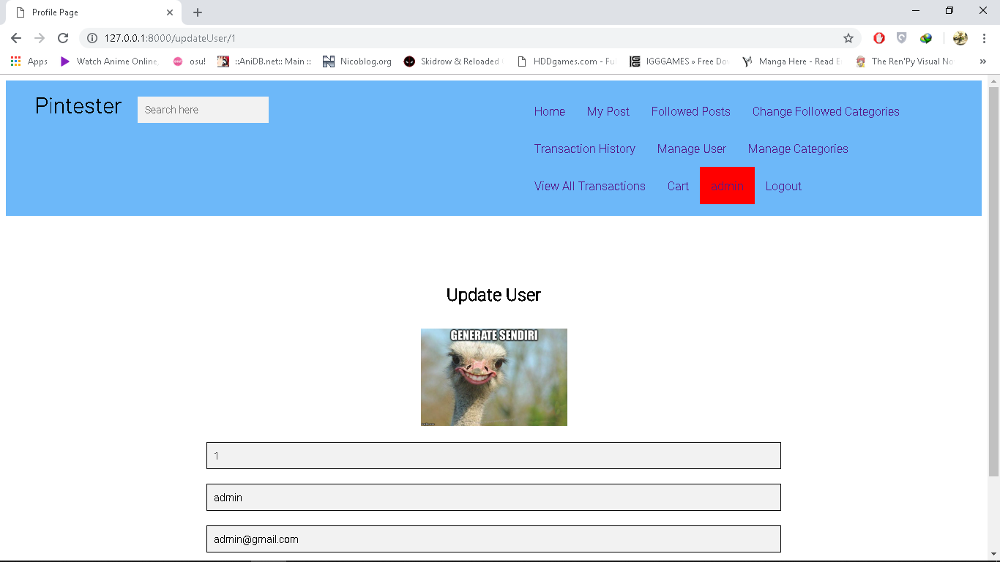 Profile Page
127.0.0.1:8000/updateUser/1
Apps Watch Anime Online, osu! ::AniDB.net:: Main :: Nicoblog.org Skidrow & Reloaded HDDgames.com - Fu IGGGAMES » Free Do Manga Here - Read E The Ren'Py Visual No »
Pintester Search here
Home My Post Followed Posts Change Followed Categories
Transaction History Manage User Manage Categories
View All Transactions Cart admin Logout
Update User
GENERATE SENDIRI
1
admin
admin@gmail.com